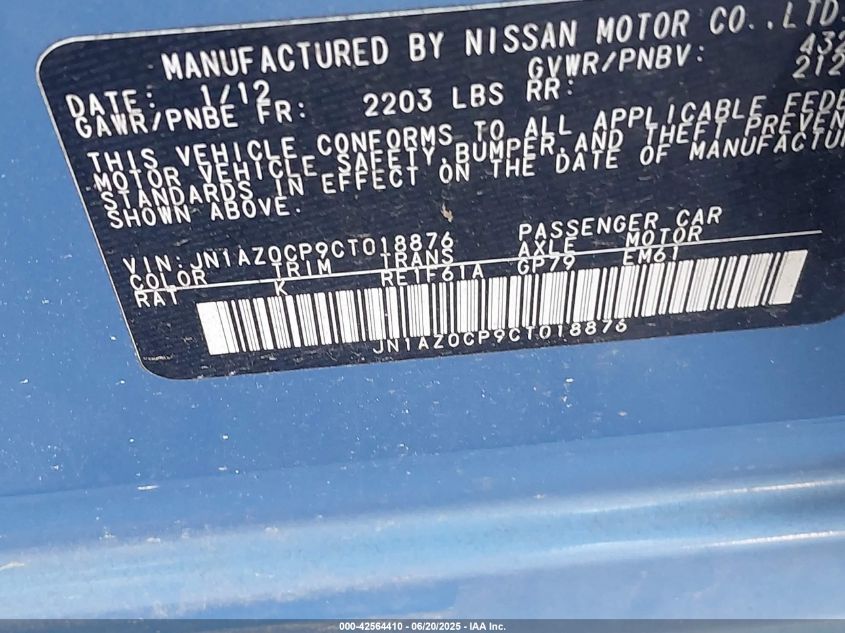 MANUFACTURED BY NISSAN MOTOR CO., LTD.
DATE: 1/12 GVWR/PNBV: 432
GAWR/PNBE FR: 2203 LBS RR: 212
THIS VEHICLE CONFORMS TO ALL APPLICABLE FEDE
MOTOR VEHICLE SAFETY, BUMPER, AND THEFT PREVEN
STANDARDS IN EFFECT ON THE DATE OF MANUFACTU
SHOWN ABOVE.
VIN: JN1AZ0CP9CT018876 PASSENGER CAR
COLOR TRIM TRANS AXLE MOTOR
RAT K RE1F61A GP79 EM61
JN1AZ0CP9CT018876
000-42564410 - 06/20/2025 - IAA Inc.